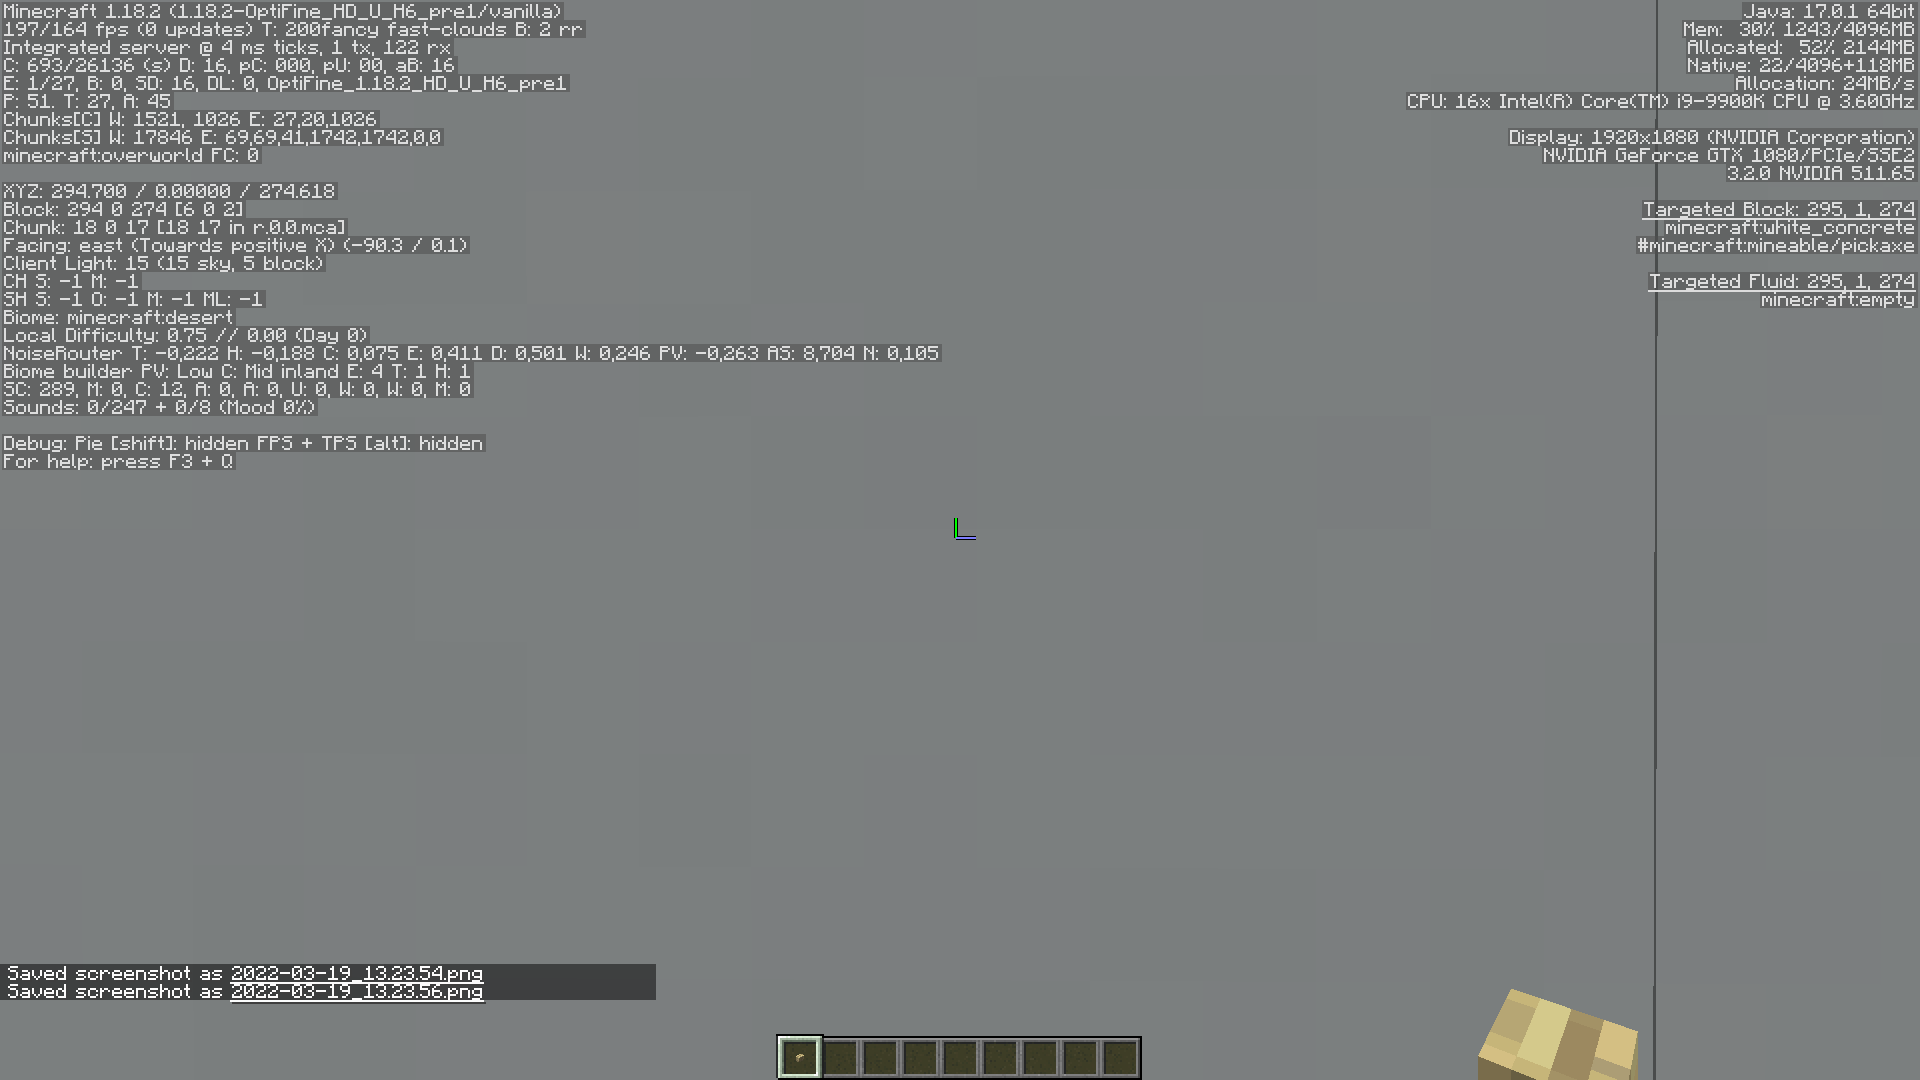 Minecraft 1.18.2 (1.18.2-OptiFine_HD_U_H6_pre1/vanilla)
197/164 fps (0 updates) T: 200fancy fast-clouds B: 2 rr
Integrated server @ 4 ms ticks, 1 tx, 122 rx
C: 693/26136 (s) D: 16, pC: 000, pU: 00, aB: 16
E: 1/27, B: 0, SD: 16, DL: 0, OptiFine_1.18.2_HD_U_H6_pre1
P: 51. T: 27, A: 45
Chunks[C] W: 1521, 1026 E: 27,20,1026
Chunks[S] W: 17846 E: 69,69,41,1742,1742,0,0
minecraft:overworld FC: 0
XYZ: 294.700 / 0.00000 / 274.618
Block: 294 0 274 [6 0 2]
Chunk: 18 0 17 [18 17 in r.0.0.mca]
Facing: east (Towards positive X) (-90.3 / 0.1)
Client Light: 15 (15 sky, 5 block)
CH S: -1 M: -1
SH S: -1 O: -1 M: -1 ML: -1
Biome: minecraft:desert
Local Difficulty: 0.75 // 0.00 (Day 0)
NoiseRouter T: -0,222 H: -0,188 C: 0,075 E: 0,411 D: 0,501 W: 0,246 PV: -0,263 AS: 8,704 N: 0,105
Biome builder PV: Low C: Mid inland E: 4 T: 1 H: 1
SC: 289, M: 0, C: 12, A: 0, A: 0, U: 0, W: 0, W: 0, M: 0
Sounds: 0/247 + 0/8 (Mood 0%)
Debug: Pie [shift]: hidden FPS + TPS [alt]: hidden
For help: press F3 + Q
Java: 17.0.1 64bit
Mem: 30% 1243/4096MB
Allocated: 52% 2144MB
Native: 22/4096+118MB
Allocation: 24MB/s
CPU: 16x Intel(R) Core(TM) i9-9900K CPU @ 3.60GHz
Display: 1920x1080 (NVIDIA Corporation)
NVIDIA GeForce GTX 1080/PCIe/SSE2
3.2.0 NVIDIA 511.65
Targeted Block: 295, 1, 274
minecraft:white_concrete
#minecraft:mineable/pickaxe
Targeted Fluid: 295, 1, 274
minecraft:empty
Saved screenshot as 2022-03-19_13.23.54.png
Saved screenshot as 2022-03-19_13.23.56.png